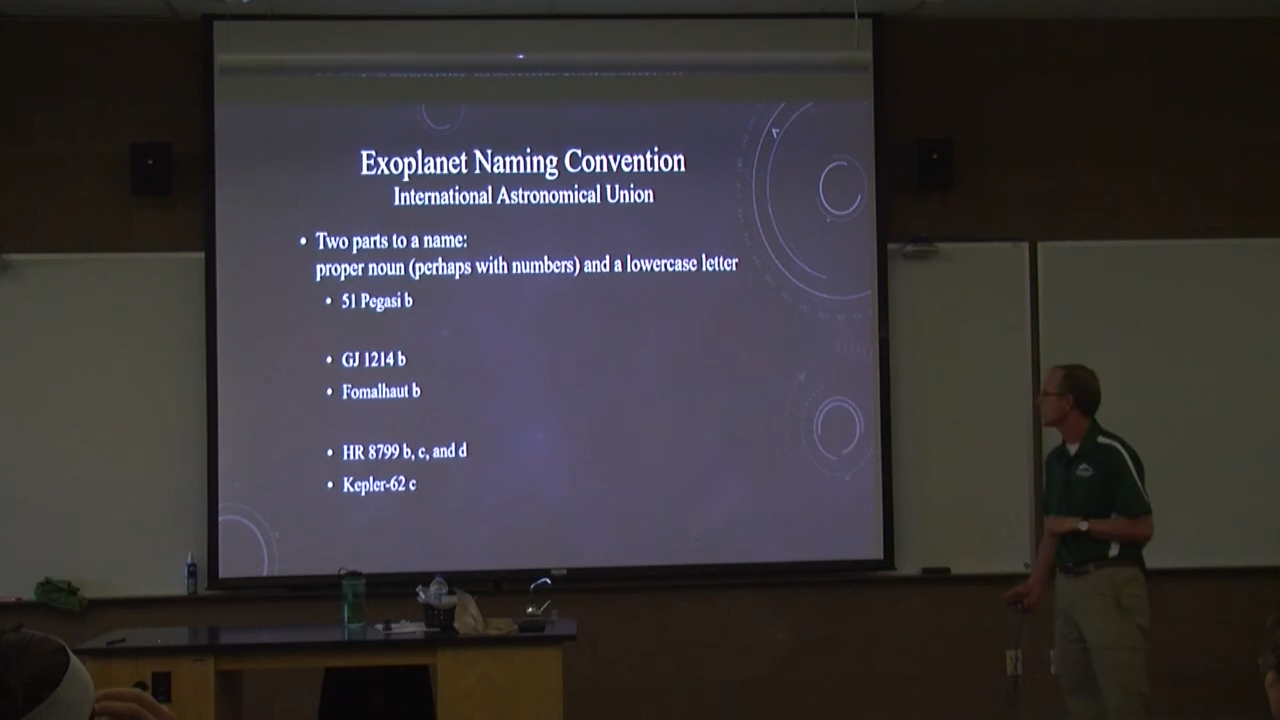 Exoplanet Naming Convention
International Astronomical Union
• Two parts to a name:
proper noun (perhaps with numbers) and a lowercase letter
• 51 Pegasi b
• GJ 1214 b
• Fomalhaut b
• HR 8799 b, c, and d
• Kepler-62 c